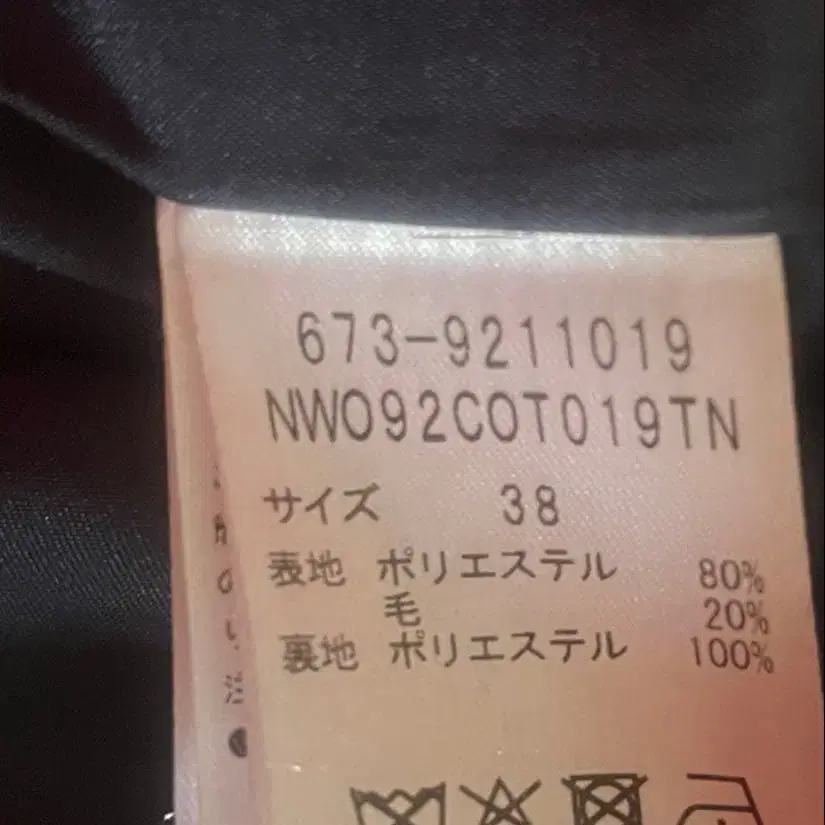 673-9211019
NW092COT019TN
サイズ 38
表地 ポリエステル 80%
毛 20%
裏地 ポリエステル 100%